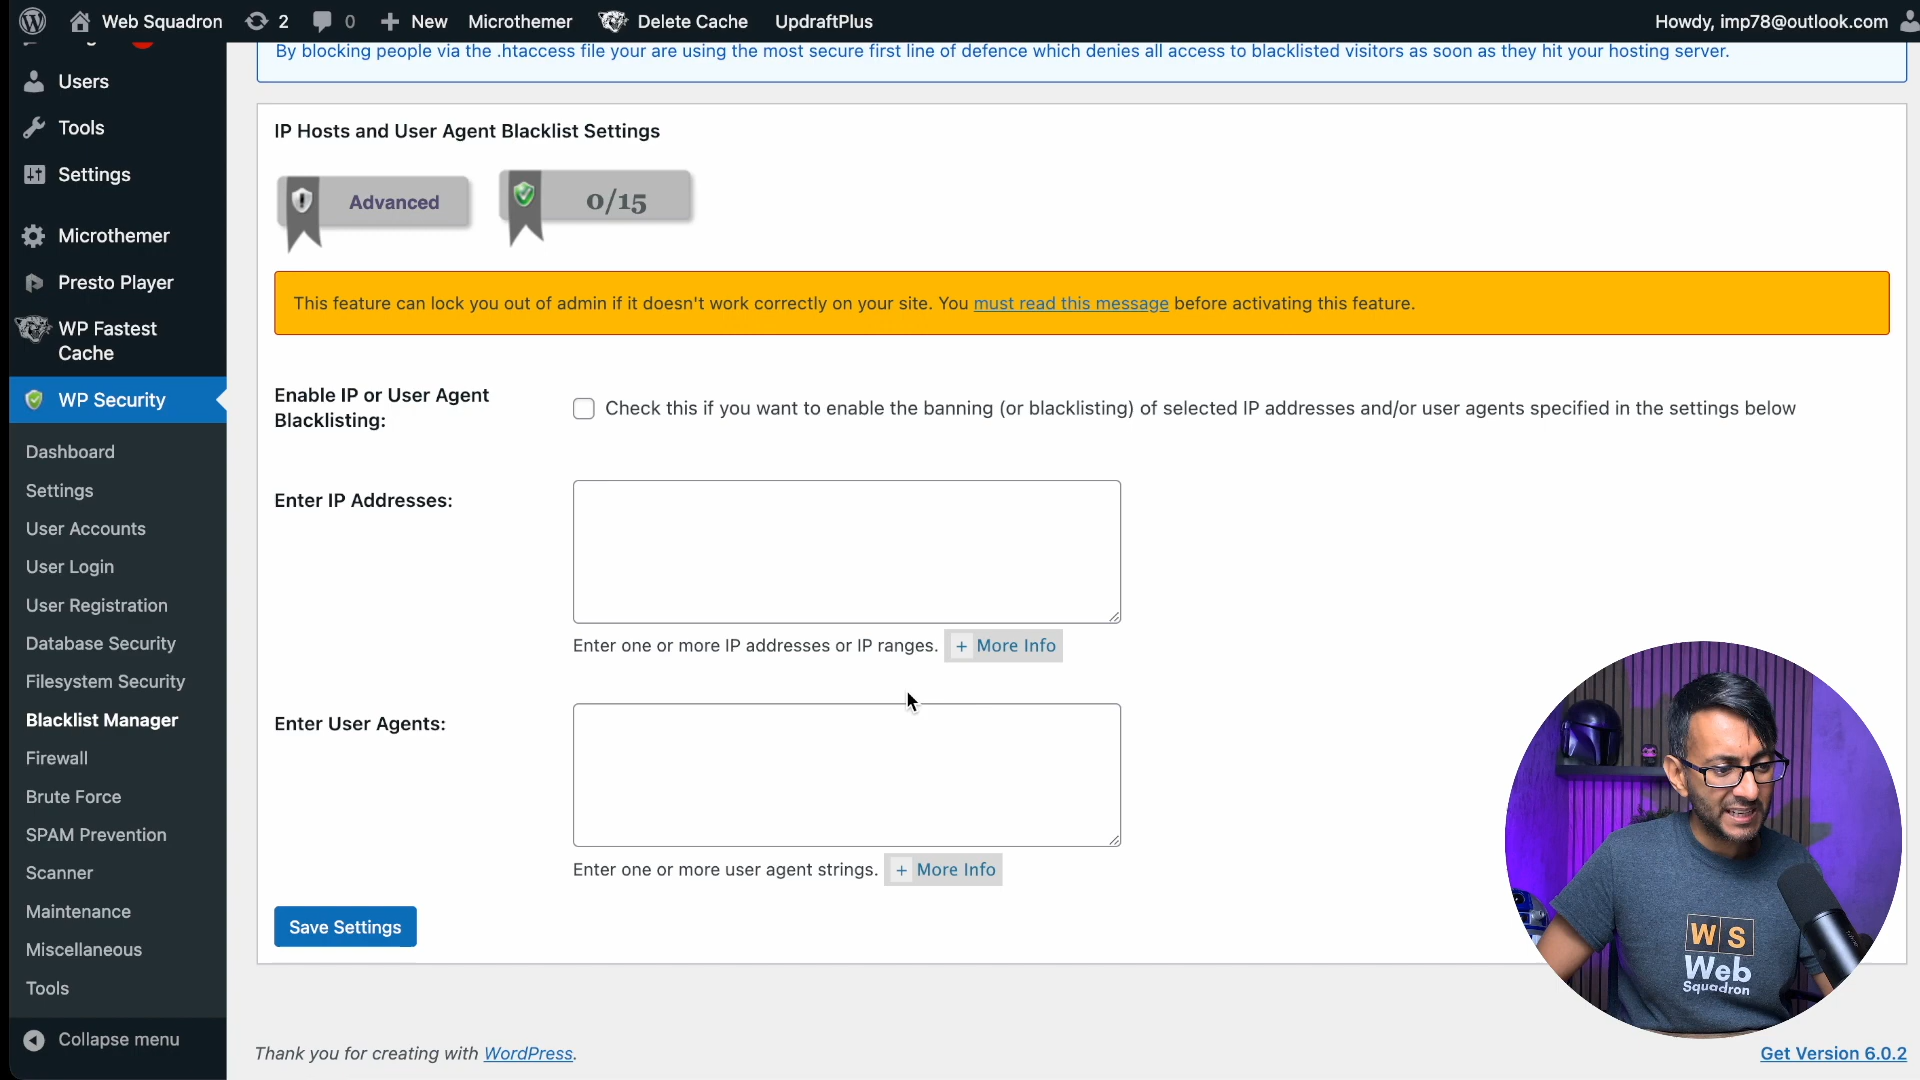 Web Squadron
2
0
New
Microthemer
Delete Cache
UpdraftPlus
Howdy, imp78@outlook.com
Users
Tools
Settings
Microthemer
Presto Player
WP Fastest
Cache
WP Security
Dashboard
Settings
User Accounts
User Login
User Registration
Database Security
Filesystem Security
Blacklist Manager
Firewall
Brute Force
SPAM Prevention
Scanner
Maintenance
Miscellaneous
Tools
Collapse menu
By blocking people via the .htaccess file your are using the most secure first line of defence which denies all access to blacklisted visitors as soon as they hit your hosting server.
IP Hosts and User Agent Blacklist Settings
Advanced
0/15
This feature can lock you out of admin if it doesn't work correctly on your site. You must read this message before activating this feature.
Enable IP or User Agent
Blacklisting:
Check this if you want to enable the banning (or blacklisting) of selected IP addresses and/or user agents specified in the settings below
Enter IP Addresses:
Enter one or more IP addresses or IP ranges.
+ More Info
Enter User Agents:
Enter one or more user agent strings.
+ More Info
Save Settings
W S
Web
Squadron
Thank you for creating with WordPress.
Get Version 6.0.2